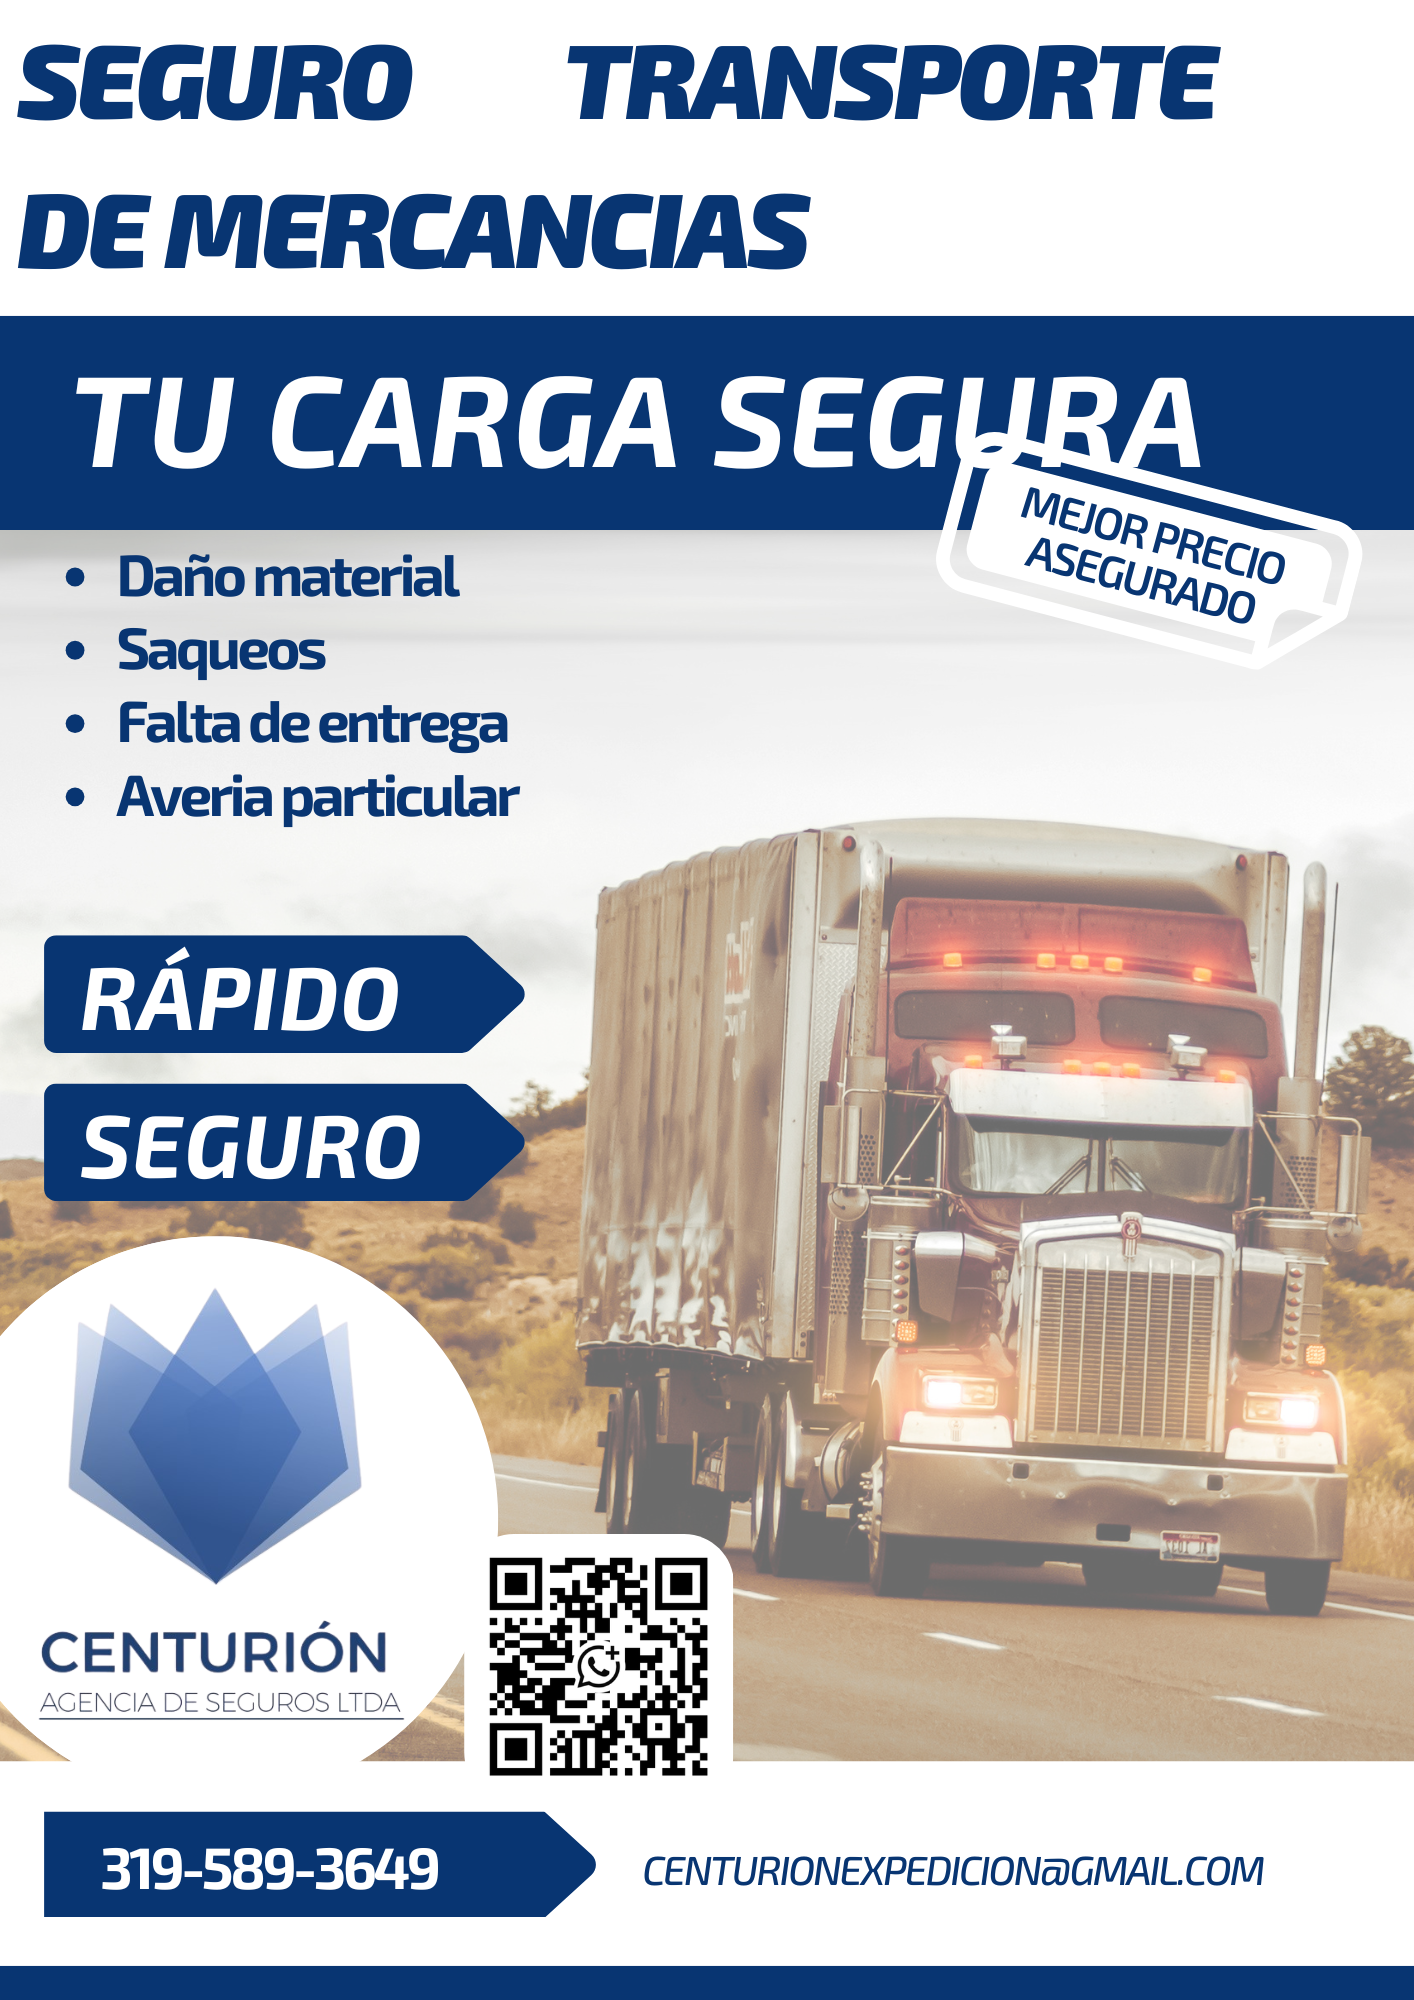 SEGURO TRANSPORTE
DE MERCANCIAS
TU CARGA SEGURA
MEJOR PRECIO
ASEGURADO
• Daño material
• Saqueos
• Falta de entrega
• Averia particular
RÁPIDO
SEGURO
CENTURIÓN
AGENCIA DE SEGUROS LTDA
319-589-3649
CENTURIONEXPEDICION@GMAIL.COM